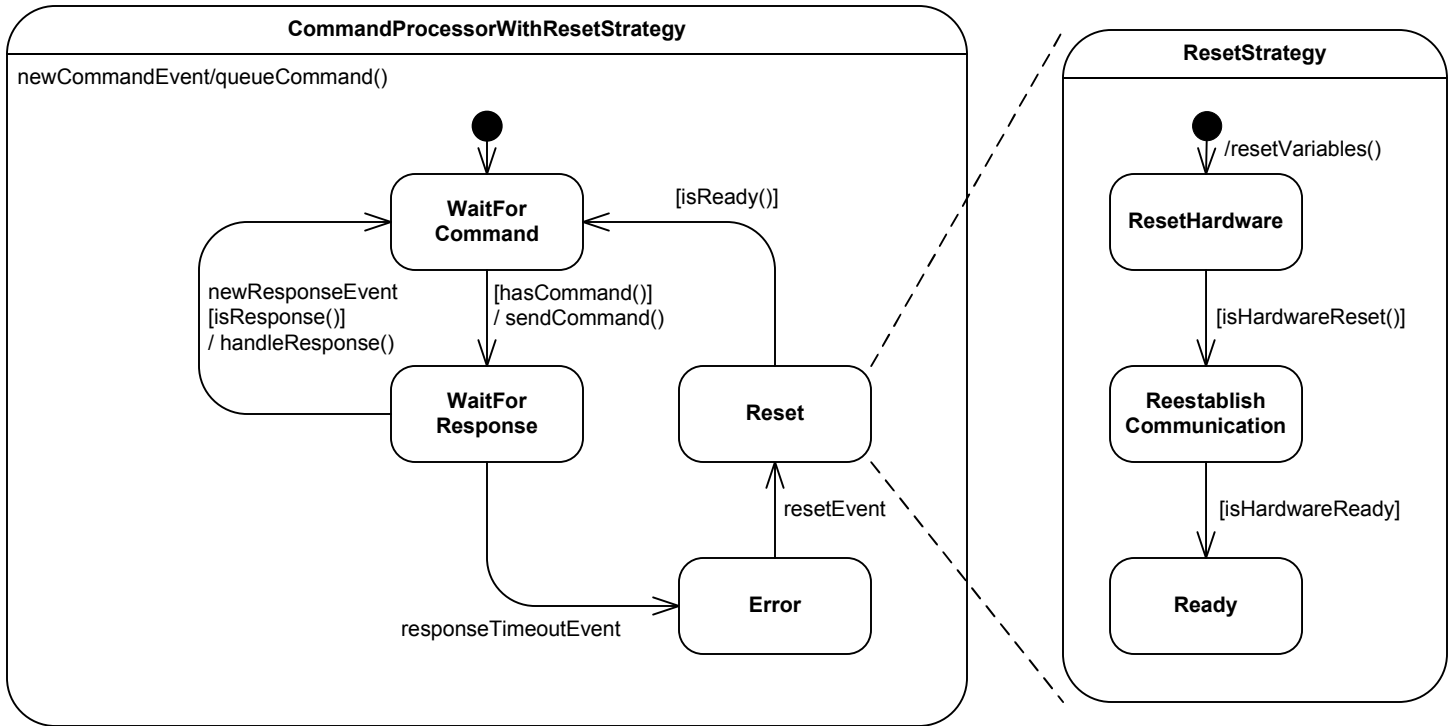 CommandProcessorWithResetStrategy
newCommandEvent/queueCommand()
WaitFor
Command
[isReady()]
newResponseEvent
[isResponse()]
/ handleResponse()
[hasCommand()]
/ sendCommand()
WaitFor
Response
Reset
resetEvent
Error
responseTimeoutEvent
ResetStrategy
/resetVariables()
ResetHardware
[isHardwareReset()]
Reestablish
Communication
[isHardwareReady]
Ready